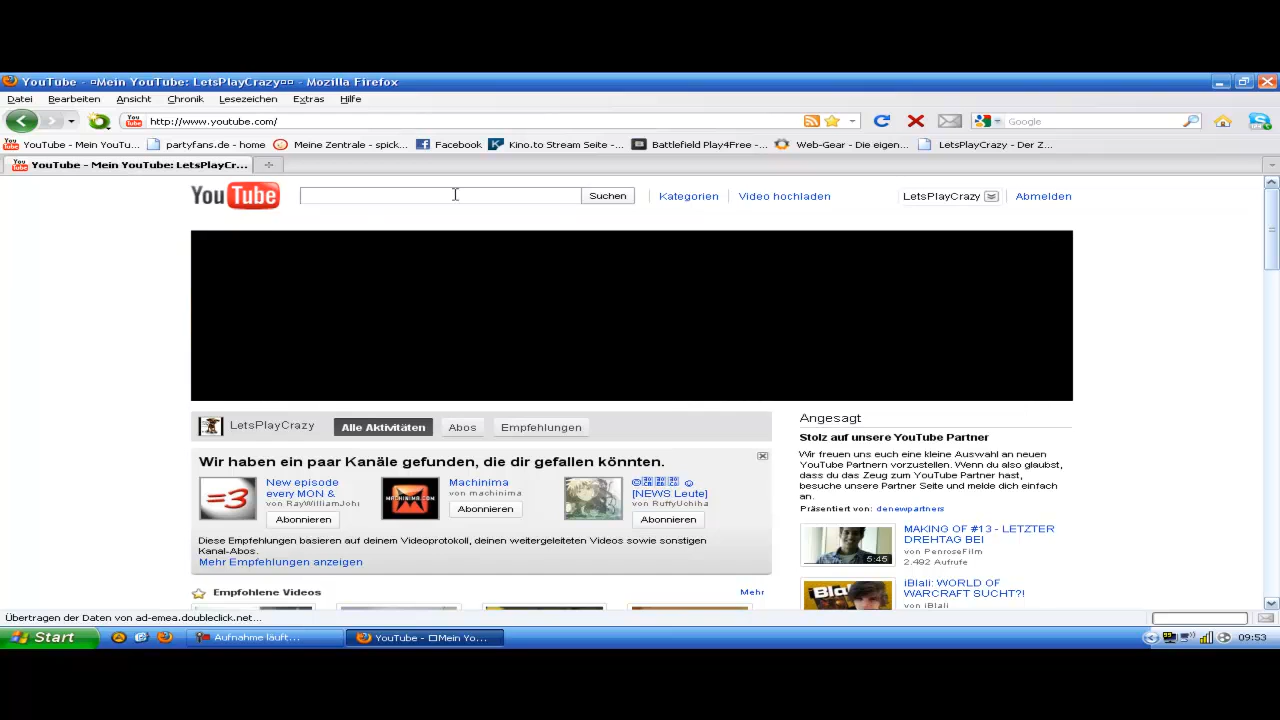 YouTube - ¤Mein YouTube: LetsPlayCrazy¤¤ - Mozilla Firefox
Datei Bearbeiten Ansicht Chronik Lesezeichen Extras Hilfe
http://www.youtube.com/
Google
YouTube - Mein YouTu... partyfans.de - home Meine Zentrale - spick... Facebook Kino.to Stream Seite -... Battlefield Play4Free -... Web-Gear - Die eigen... LetsPlayCrazy - Der Z...
YouTube - Mein YouTube: LetsPlayCr...
YouTube
Suchen Kategorien Video hochladen LetsPlayCrazy Abmelden
LetsPlayCrazy Alle Aktivitäten Abos Empfehlungen
Wir haben ein paar Kanäle gefunden, die dir gefallen könnten.
=3
New episode
every MON &
von RayWilliamJohi
Abonnieren
MACHINIMA.COM
Machinima
von machinima
Abonnieren
[NEWS Leute]
von RuffyUchiha
Abonnieren
Diese Empfehlungen basieren auf deinem Videoprotokoll, deinen weitergeleiteten Videos sowie sonstigen
Kanal-Abos.
Mehr Empfehlungen anzeigen
Empfohlene Videos Mehr
Angesagt
Stolz auf unsere YouTube Partner
Wir freuen uns euch eine kleine Auswahl an neuen
YouTube Partnern vorzustellen. Wenn du also glaubst,
dass du das Zeug zum YouTube Partner hast,
besuche unsere Partner Seite und melde dich einfach
an.
Präsentiert von: denewpartners
5:45
MAKING OF #13 - LETZTER
DREHTAG BEI
von PenroseFilm
2.492 Aufrufe
iBlali: WORLD OF
WARCRAFT SUCHT?!
von iBlali
Übertragen der Daten von ad-emea.doubleclick.net...
Start Aufnahme läuft... YouTube - ¤Mein Yo... 09:53